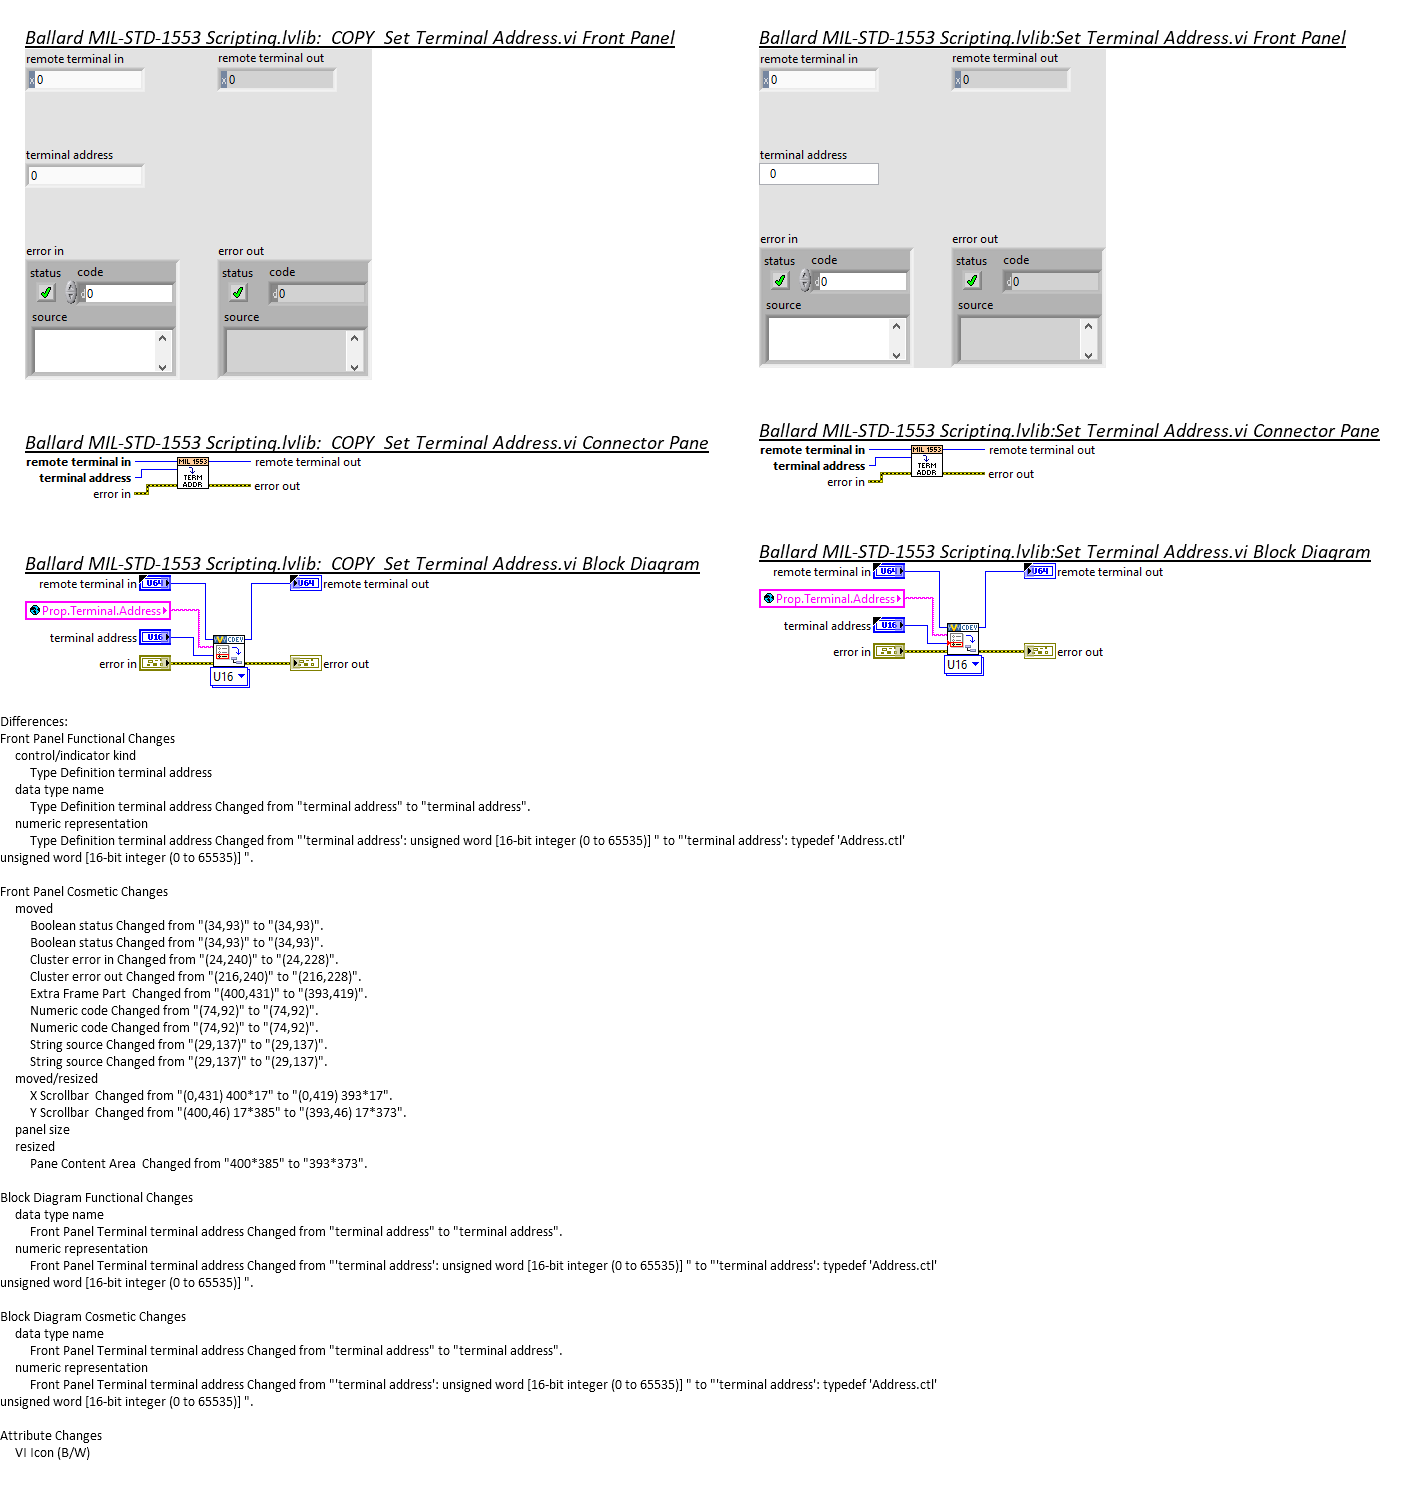 Ballard MIL-STD-1553 Scripting.lvlib:_COPY_Set Terminal Address.vi Front Panel
remote terminal in
remote terminal out
x 0
x 0
terminal address
0
error in
error out
status
code
status
code
d 0
d 0
source
source
Ballard MIL-STD-1553 Scripting.lvlib:Set Terminal Address.vi Front Panel
remote terminal in
remote terminal out
x 0
x 0
terminal address
0
error in
error out
status
code
status
code
d 0
d 0
source
source
Ballard MIL-STD-1553 Scripting.lvlib:_COPY_Set Terminal Address.vi Connector Pane
remote terminal in
remote terminal out
terminal address
error in
error out
MIL 1553
TERM
ADDR
Ballard MIL-STD-1553 Scripting.lvlib:Set Terminal Address.vi Connector Pane
remote terminal in
remote terminal out
terminal address
error in
error out
MIL 1553
TERM
ADDR
Ballard MIL-STD-1553 Scripting.lvlib:_COPY_Set Terminal Address.vi Block Diagram
remote terminal in
U64
U64
remote terminal out
Prop.Terminal.Address
terminal address
U16
CDEV
error in
error out
U16
Ballard MIL-STD-1553 Scripting.lvlib:Set Terminal Address.vi Block Diagram
remote terminal in
U64
U64
remote terminal out
Prop.Terminal.Address
terminal address
U16
CDEV
error in
error out
U16
Differences:
Front Panel Functional Changes
control/indicator kind
Type Definition terminal address
data type name
Type Definition terminal address Changed from "terminal address" to "terminal address".
numeric representation
Type Definition terminal address Changed from "'terminal address': unsigned word [16-bit integer (0 to 65535)] " to "'terminal address': typedef 'Address.ctl'
unsigned word [16-bit integer (0 to 65535)] ".
Front Panel Cosmetic Changes
moved
Boolean status Changed from "(34,93)" to "(34,93)".
Boolean status Changed from "(34,93)" to "(34,93)".
Cluster error in Changed from "(24,240)" to "(24,228)".
Cluster error out Changed from "(216,240)" to "(216,228)".
Extra Frame Part  Changed from "(400,431)" to "(393,419)".
Numeric code Changed from "(74,92)" to "(74,92)".
Numeric code Changed from "(74,92)" to "(74,92)".
String source Changed from "(29,137)" to "(29,137)".
String source Changed from "(29,137)" to "(29,137)".
moved/resized
X Scrollbar  Changed from "(0,431) 400*17" to "(0,419) 393*17".
Y Scrollbar  Changed from "(400,46) 17*385" to "(393,46) 17*373".
panel size
resized
Pane Content Area  Changed from "400*385" to "393*373".
Block Diagram Functional Changes
data type name
Front Panel Terminal terminal address Changed from "terminal address" to "terminal address".
numeric representation
Front Panel Terminal terminal address Changed from "'terminal address': unsigned word [16-bit integer (0 to 65535)] " to "'terminal address': typedef 'Address.ctl'
unsigned word [16-bit integer (0 to 65535)] ".
Block Diagram Cosmetic Changes
data type name
Front Panel Terminal terminal address Changed from "terminal address" to "terminal address".
numeric representation
Front Panel Terminal terminal address Changed from "'terminal address': unsigned word [16-bit integer (0 to 65535)] " to "'terminal address': typedef 'Address.ctl'
unsigned word [16-bit integer (0 to 65535)] ".
Attribute Changes
VI Icon (B/W)